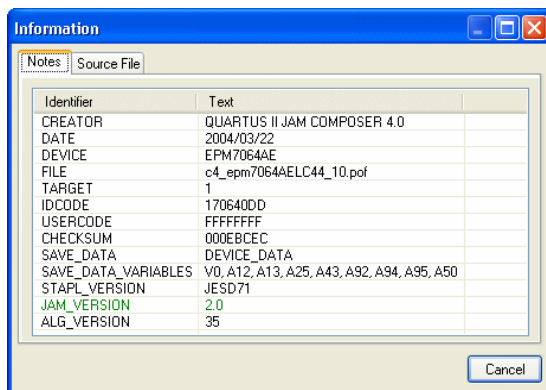 Information
Notes Source File
Identifier Text
CREATOR QUARTUS II JAM COMPOSER 4.0
DATE 2004/03/22
DEVICE EPM7064AE
FILE c4_epm7064AELC44_10.pof
TARGET 1
IDCODE 170640DD
USERCODE FFFFFFFF
CHECKSUM 000EBCEC
SAVE_DATA DEVICE_DATA
SAVE_DATA_VARIABLES V0, A12, A13, A25, A43, A92, A94, A95, A50
STAPL_VERSION JESD71
JAM_VERSION 2.0
ALG_VERSION 35
Cancel